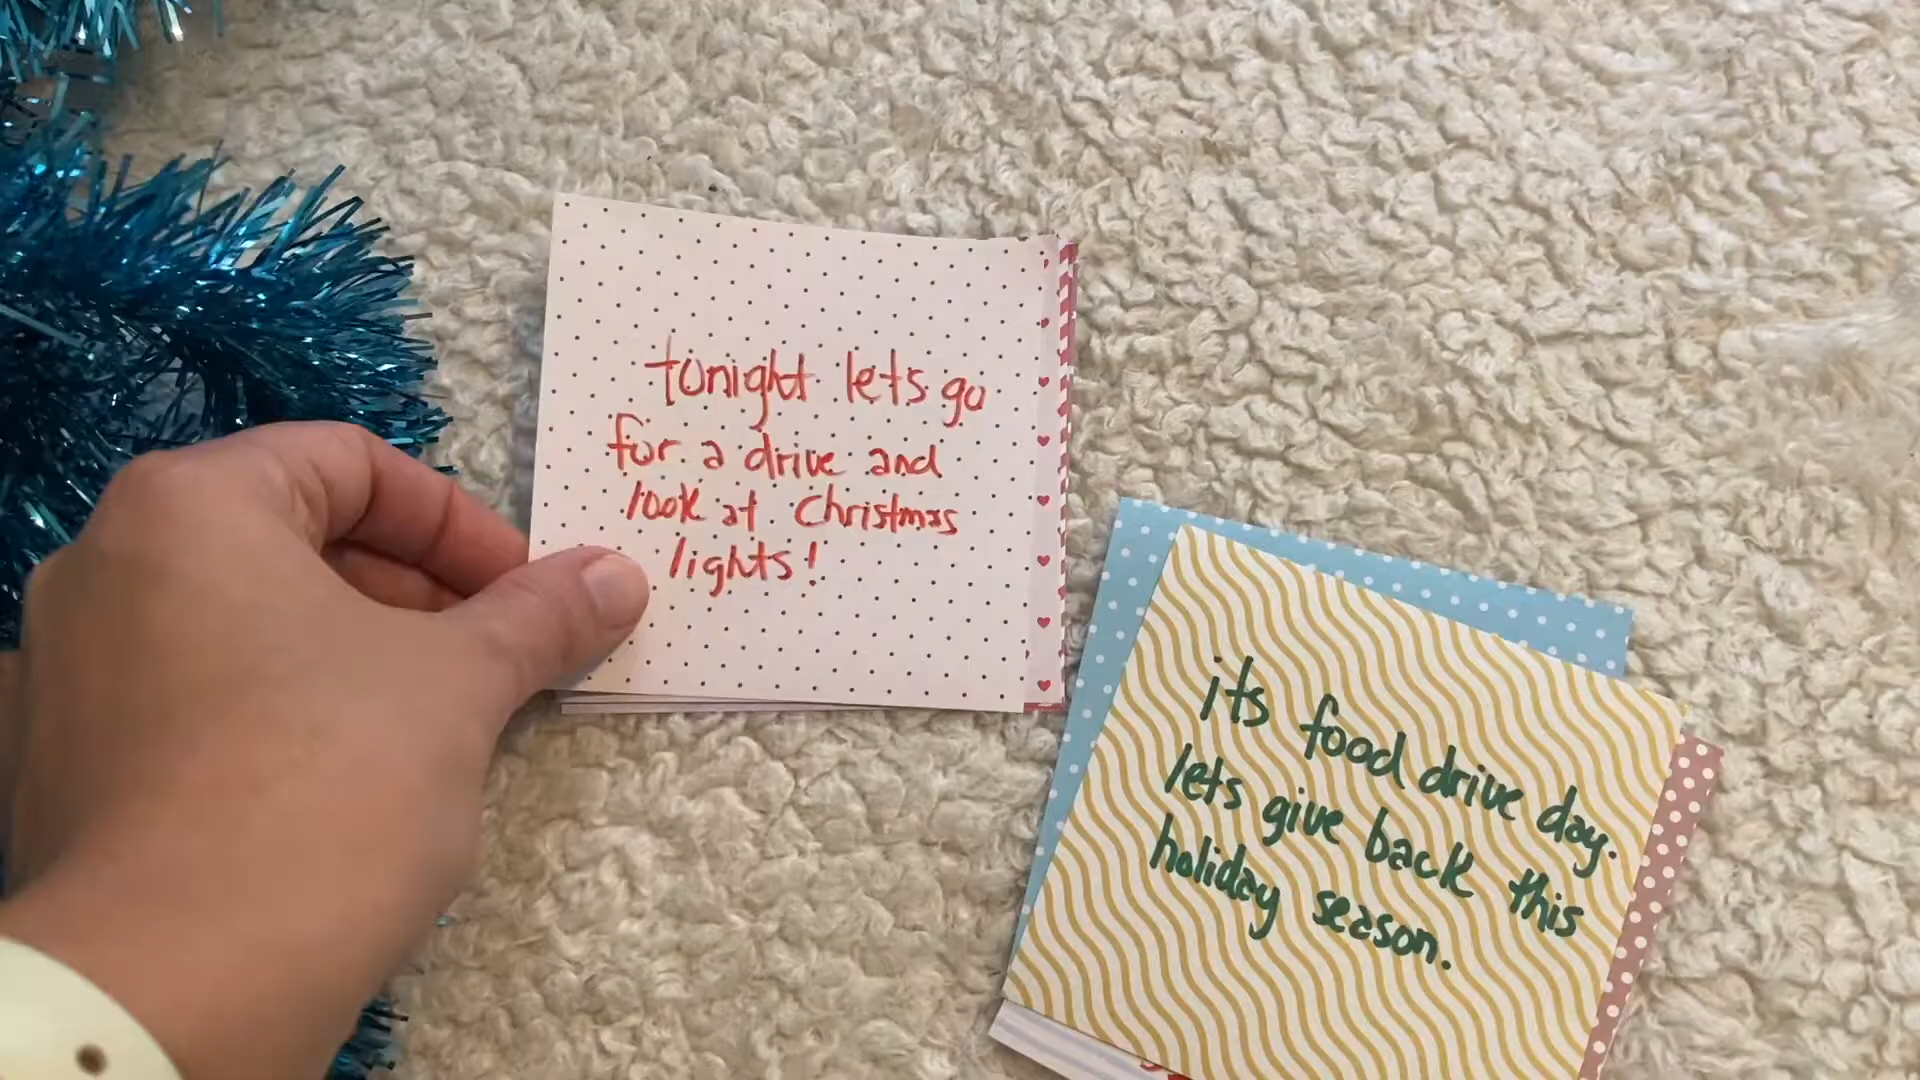 tonight lets go
for a drive and
look at Christmas
lights!
its food drive day.
lets give back this
holiday season.